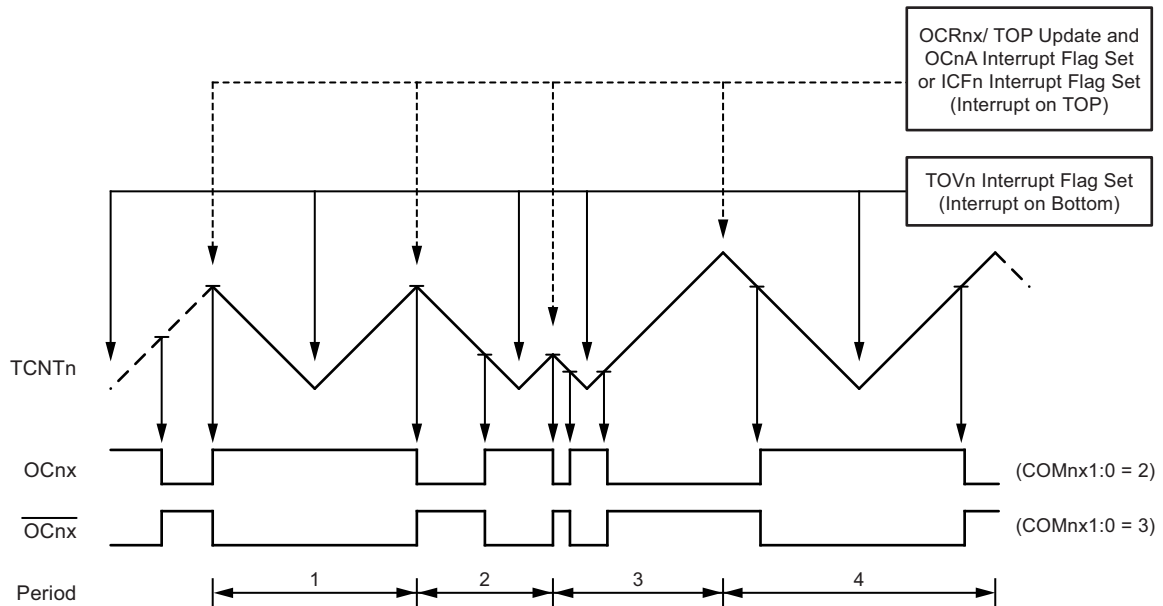 OCRnx/ TOP Update and
OCnA Interrupt Flag Set
or ICFn Interrupt Flag Set
(Interrupt on TOP)
TOVn Interrupt Flag Set
(Interrupt on Bottom)
TCNTn
OCnx
(COMnx1:0 = 2)
OCnx
(COMnx1:0 = 3)
Period
1
2
3
4